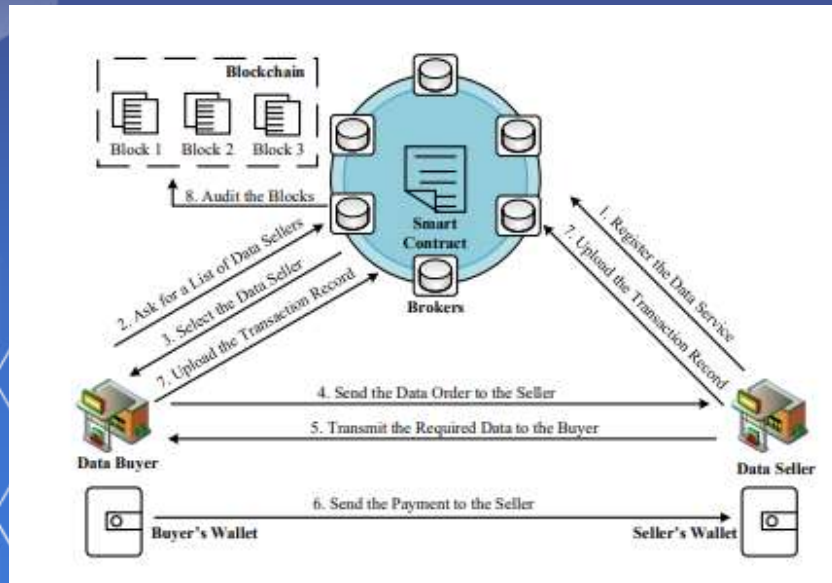 Blockchain
Block 1
Block 2
Block 3
8. Audit the Blocks
Smart
Contract
Brokers
1. Register the Data Service
7. Upload the Transaction Record
2. Ask for a List of Data Sellers
3. Select the Data Seller
7. Upload the Transaction Record
4. Send the Data Order to the Seller
5. Transmit the Required Data to the Buyer
Data Buyer
Data Seller
6. Send the Payment to the Seller
Buyer's Wallet
Seller's Wallet